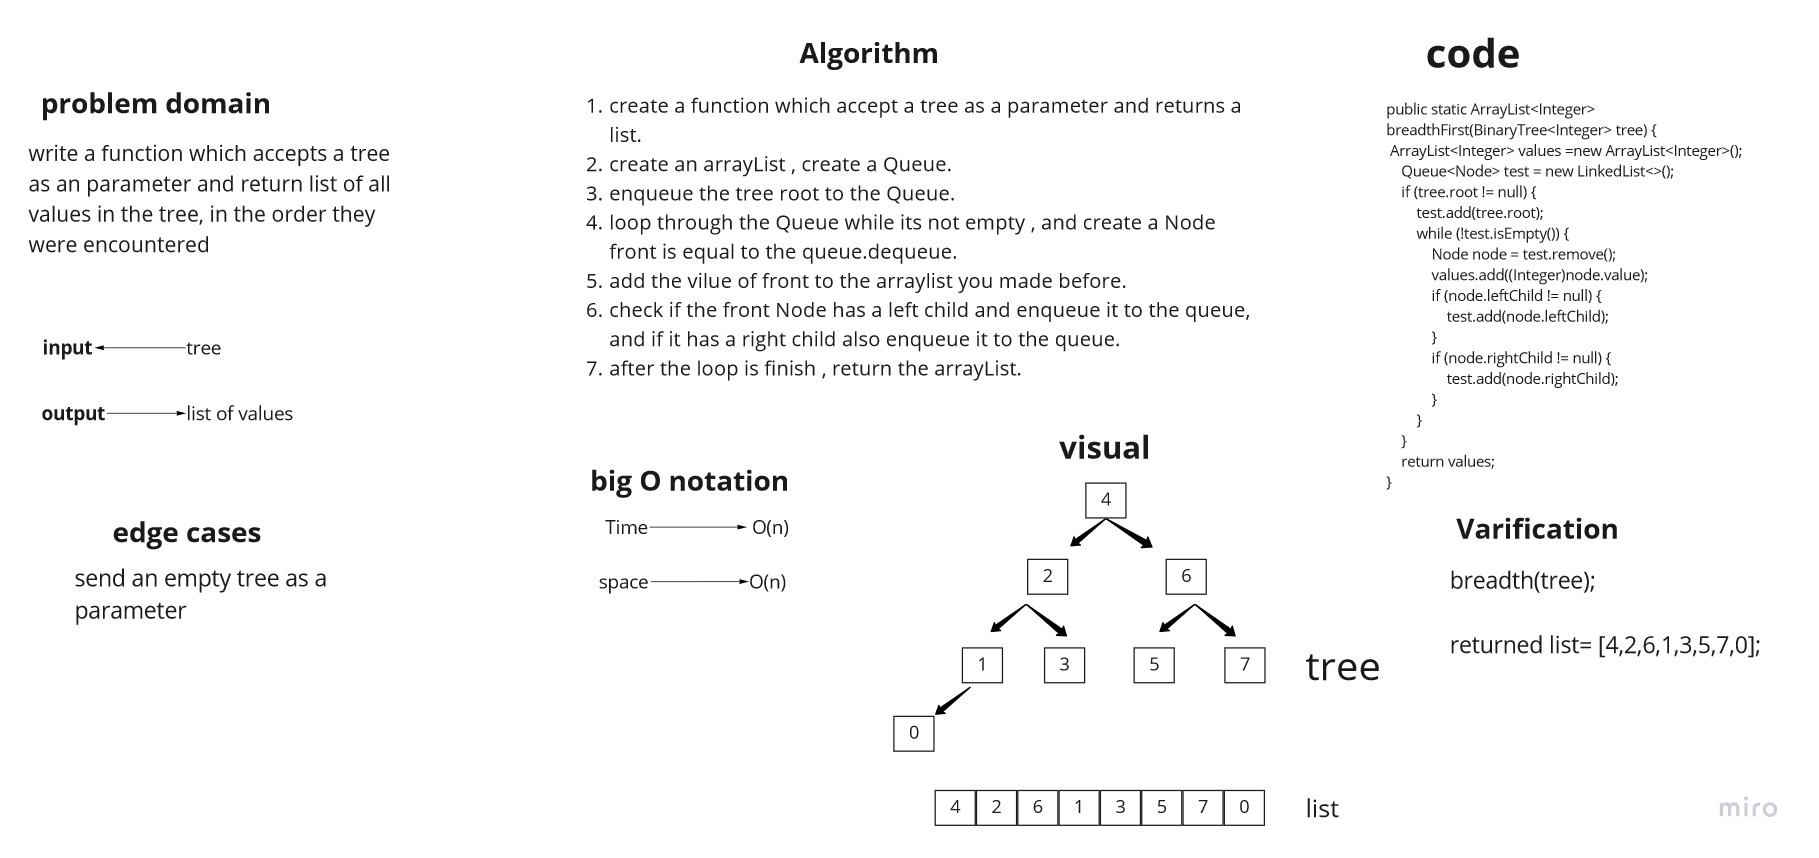 problem domain
write a function which accepts a tree
as an parameter and return list of all
values in the tree, in the order they
were encountered
input
tree
output
list of values
edge cases
send an empty tree as a
parameter
Algorithm
1. create a function which accept a tree as a parameter and returns a
list.
2. create an arrayList , create a Queue.
3. enqueue the tree root to the Queue.
4. loop through the Queue while its not empty , and create a Node
front is equal to the queue.dequeue.
5. add the vilue of front to the arraylist you made before.
6. check if the front Node has a left child and enqueue it to the queue,
and if it has a right child also enqueue it to the queue.
7. after the loop is finish , return the arrayList.
big O notation
Time
O(n)
space
O(n)
visual
4
2
6
1
3
5
7
0
tree
4 2 6 1 3 5 7 0
list
code
public static ArrayList<Integer>
breadthFirst(BinaryTree<Integer> tree) {
ArrayList<Integer> values =new ArrayList<Integer>();
Queue<Node> test = new LinkedList<>();
if (tree.root != null) {
test.add(tree.root);
while (!test.isEmpty()) {
Node node = test.remove();
values.add((Integer)node.value);
if (node.leftChild != null) {
test.add(node.leftChild);
}
if (node.rightChild != null) {
test.add(node.rightChild);
}
}
}
return values;
}
Varification
breadth(tree);
returned list= [4,2,6,1,3,5,7,0];
miro